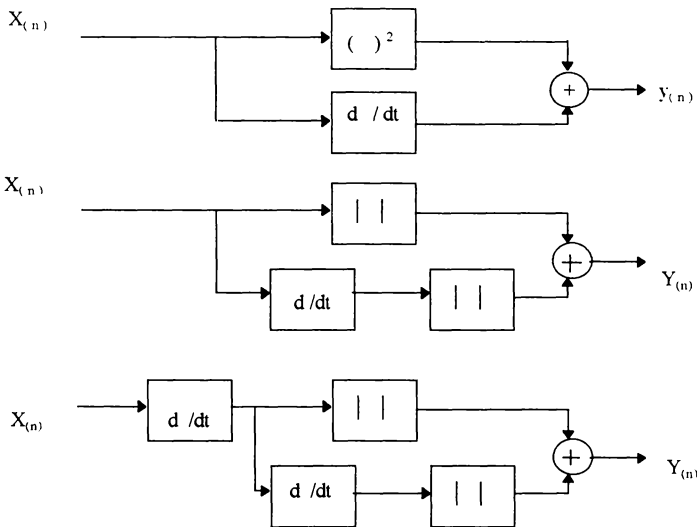 X(n)
( )²
+
y(n)
d /dt
X(n)
| |
+
d/dt
| |
Y(n)
X(n)
d /dt
| |
+
d /dt
| |
Y(n)